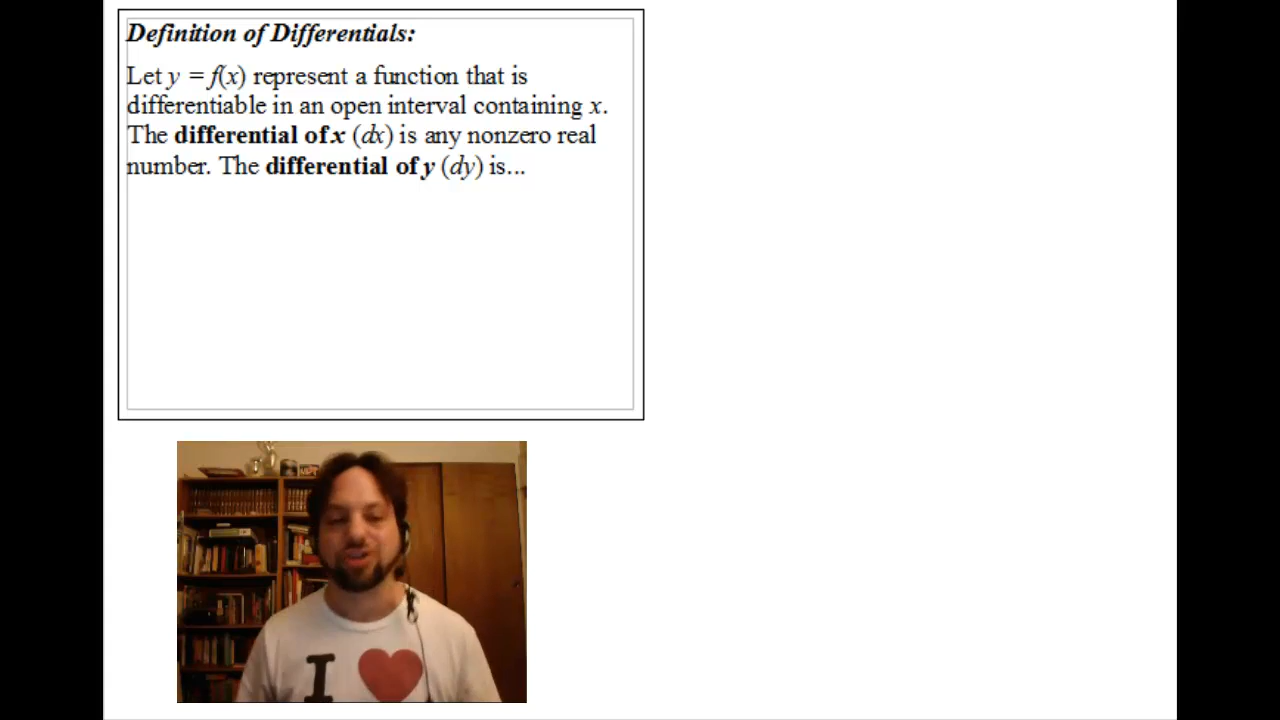 Definition of Differentials:
Let y = f(x) represent a function that is
differentiable in an open interval containing x.
The differential of x (dx) is any nonzero real
number. The differential of y (dy) is...
I